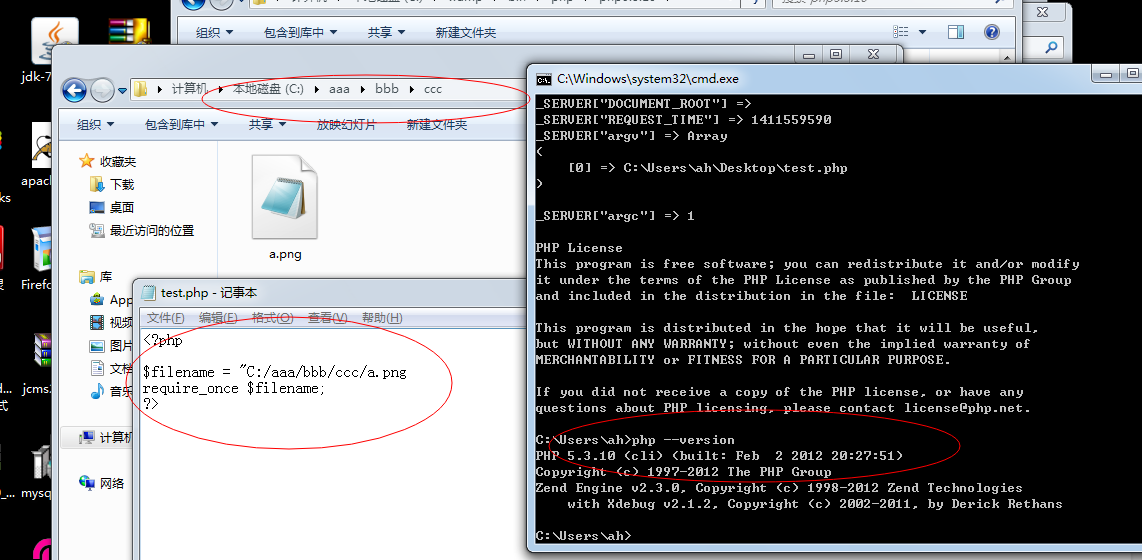 组织 包含到库中 共享 新建文件夹
jdk-7
计算机 本地磁盘 (C:) aaa bbb ccc
组织 包含到库中 共享 放映幻灯片 新建文件夹
收藏夹
下载
桌面
最近访问的位置
库
App
视频
图片
文档
音乐
计算机
网络
a.png
apac
Firefo
jcms2
mysq
test.php - 记事本
文件(F) 编辑(E) 格式(O) 查看(V) 帮助(H)
<?php
$filename = "C:/aaa/bbb/ccc/a.png
require_once $filename;
?>
C:\Windows\system32\cmd.exe
_SERVER["DOCUMENT_ROOT"] =>
_SERVER["REQUEST_TIME"] => 1411559590
_SERVER["argv"] => Array
(
[0] => C:\Users\ah\Desktop\test.php
)
_SERVER["argc"] => 1
PHP License
This program is free software; you can redistribute it and/or modify
it under the terms of the PHP License as published by the PHP Group
and included in the distribution in the file:  LICENSE
This program is distributed in the hope that it will be useful,
but WITHOUT ANY WARRANTY; without even the implied warranty of
MERCHANTABILITY or FITNESS FOR A PARTICULAR PURPOSE.
If you did not receive a copy of the PHP license, or have any
questions about PHP licensing, please contact license@php.net.
C:\Users\ah>php --version
PHP 5.3.10 (cli) (built: Feb  2 2012 20:27:51)
Copyright (c) 1997-2012 The PHP Group
Zend Engine v2.3.0, Copyright (c) 1998-2012 Zend Technologies
with Xdebug v2.1.2, Copyright (c) 2002-2011, by Derick Rethans
C:\Users\ah>